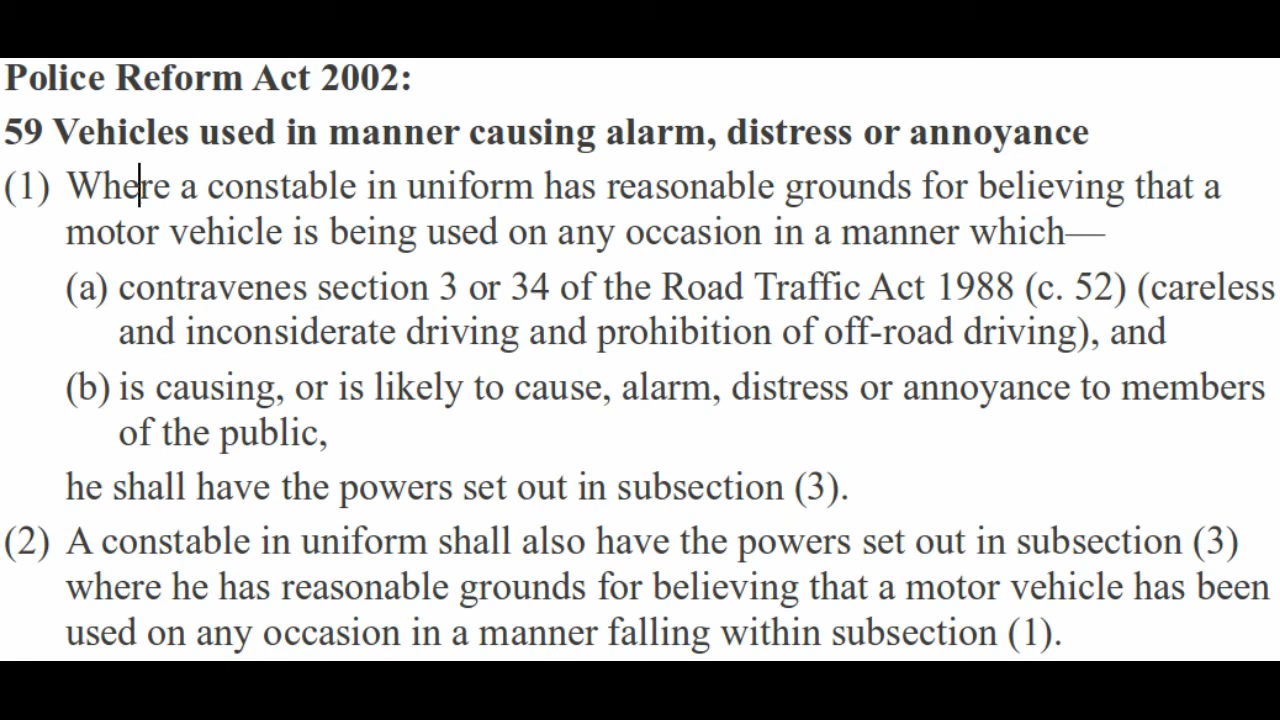 Police Reform Act 2002:
59 Vehicles used in manner causing alarm, distress or annoyance
(1) Where a constable in uniform has reasonable grounds for believing that a
motor vehicle is being used on any occasion in a manner which—
(a) contravenes section 3 or 34 of the Road Traffic Act 1988 (c. 52) (careless
and inconsiderate driving and prohibition of off-road driving), and
(b) is causing, or is likely to cause, alarm, distress or annoyance to members
of the public,
he shall have the powers set out in subsection (3).
(2) A constable in uniform shall also have the powers set out in subsection (3)
where he has reasonable grounds for believing that a motor vehicle has been
used on any occasion in a manner falling within subsection (1).